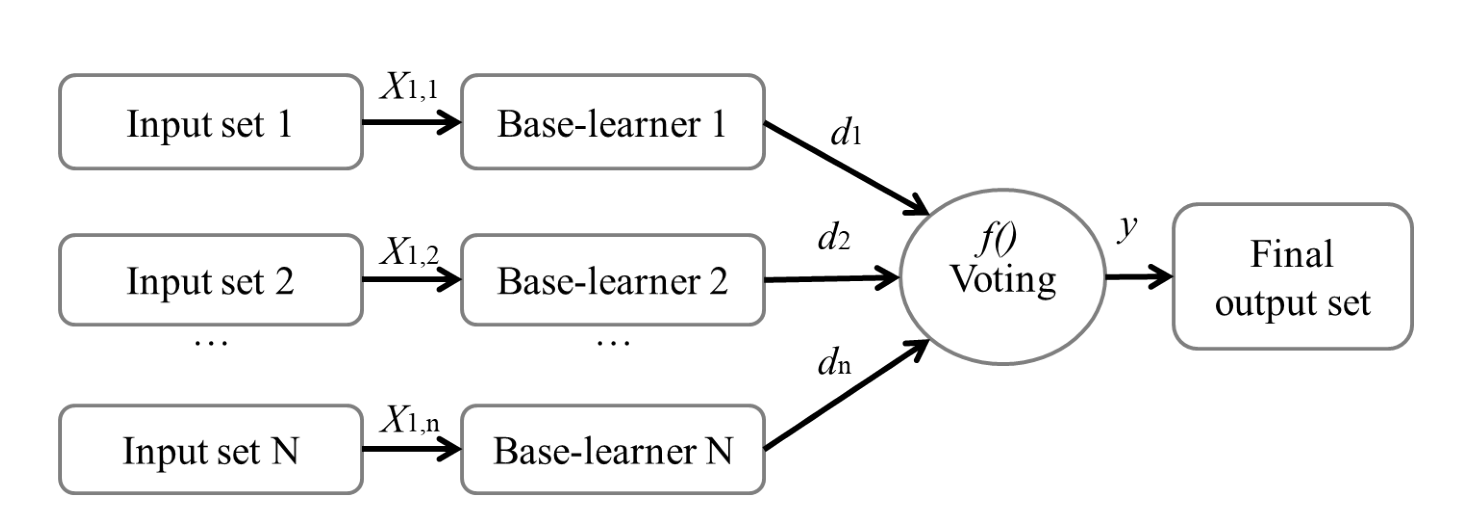 Input set 1
X1,1
Base-learner 1
d1
Input set 2
X1,2
Base-learner 2
d2
...
...
Input set N
X1,n
Base-learner N
dn
f()
Voting
y
Final
output set